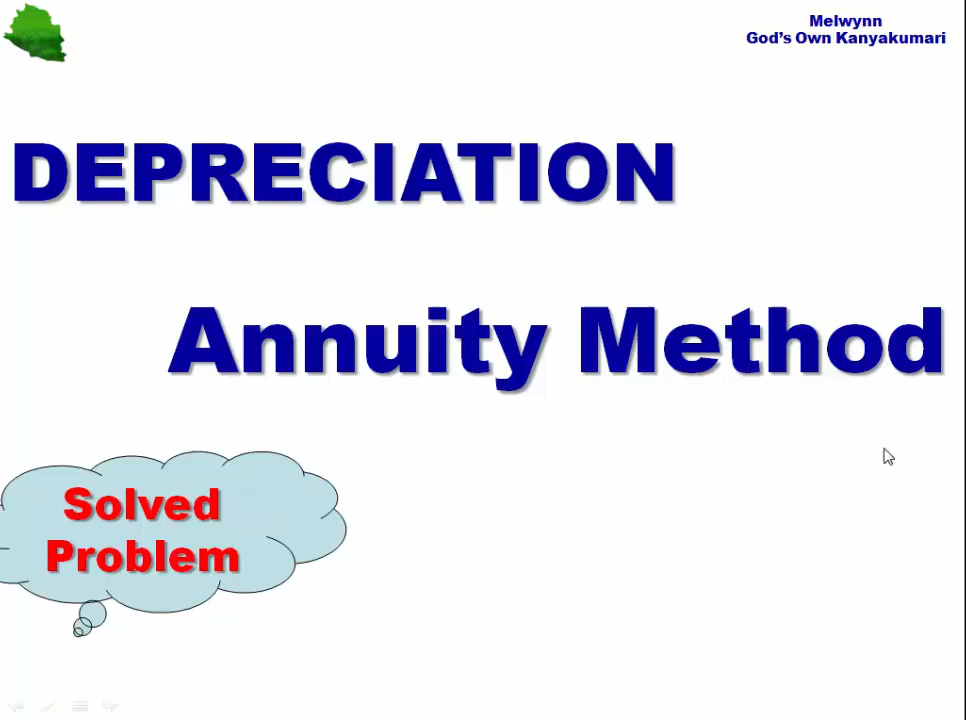 Melwynn
God's Own Kanyakumari
DEPRECIATION
Annuity Method
Solved
Problem